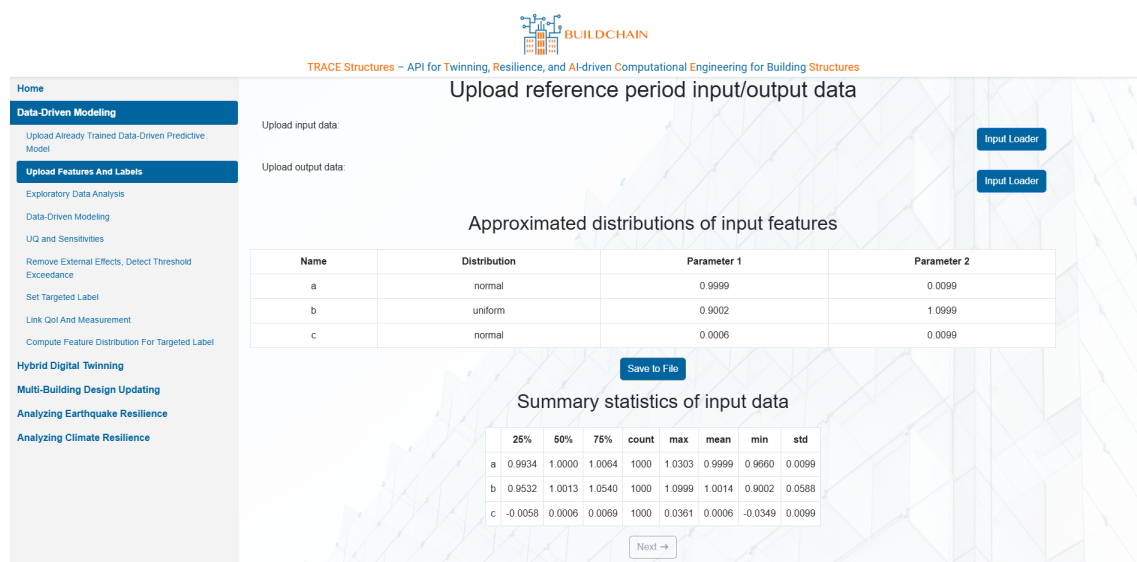 BUILDCHAIN
TRACE Structures – API for Twinning, Resilience, and AI-driven Computational Engineering for Building Structures
Home
Data-Driven Modeling
Upload Already Trained Data-Driven Predictive
Model
Upload Features And Labels
Exploratory Data Analysis
Data-Driven Modeling
UQ and Sensitivities
Remove External Effects, Detect Threshold
Exceedance
Set Targeted Label
Link QoI And Measurement
Compute Feature Distribution For Targeted Label
Hybrid Digital Twinning
Multi-Building Design Updating
Analyzing Earthquake Resilience
Analyzing Climate Resilience
Upload reference period input/output data
Upload input data:
Input Loader
Upload output data:
Input Loader
Approximated distributions of input features
Name Distribution Parameter 1 Parameter 2
a normal 0.9999 0.0099
b uniform 0.9002 1.0999
c normal 0.0006 0.0099
Save to File
Summary statistics of input data
25% 50% 75% count max mean min std
a 0.9934 1.0000 1.0064 1000 1.0303 0.9999 0.9660 0.0099
b 0.9532 1.0013 1.0540 1000 1.0999 1.0014 0.9002 0.0588
c -0.0058 0.0006 0.0069 1000 0.0361 0.0006 -0.0349 0.0099
Next →